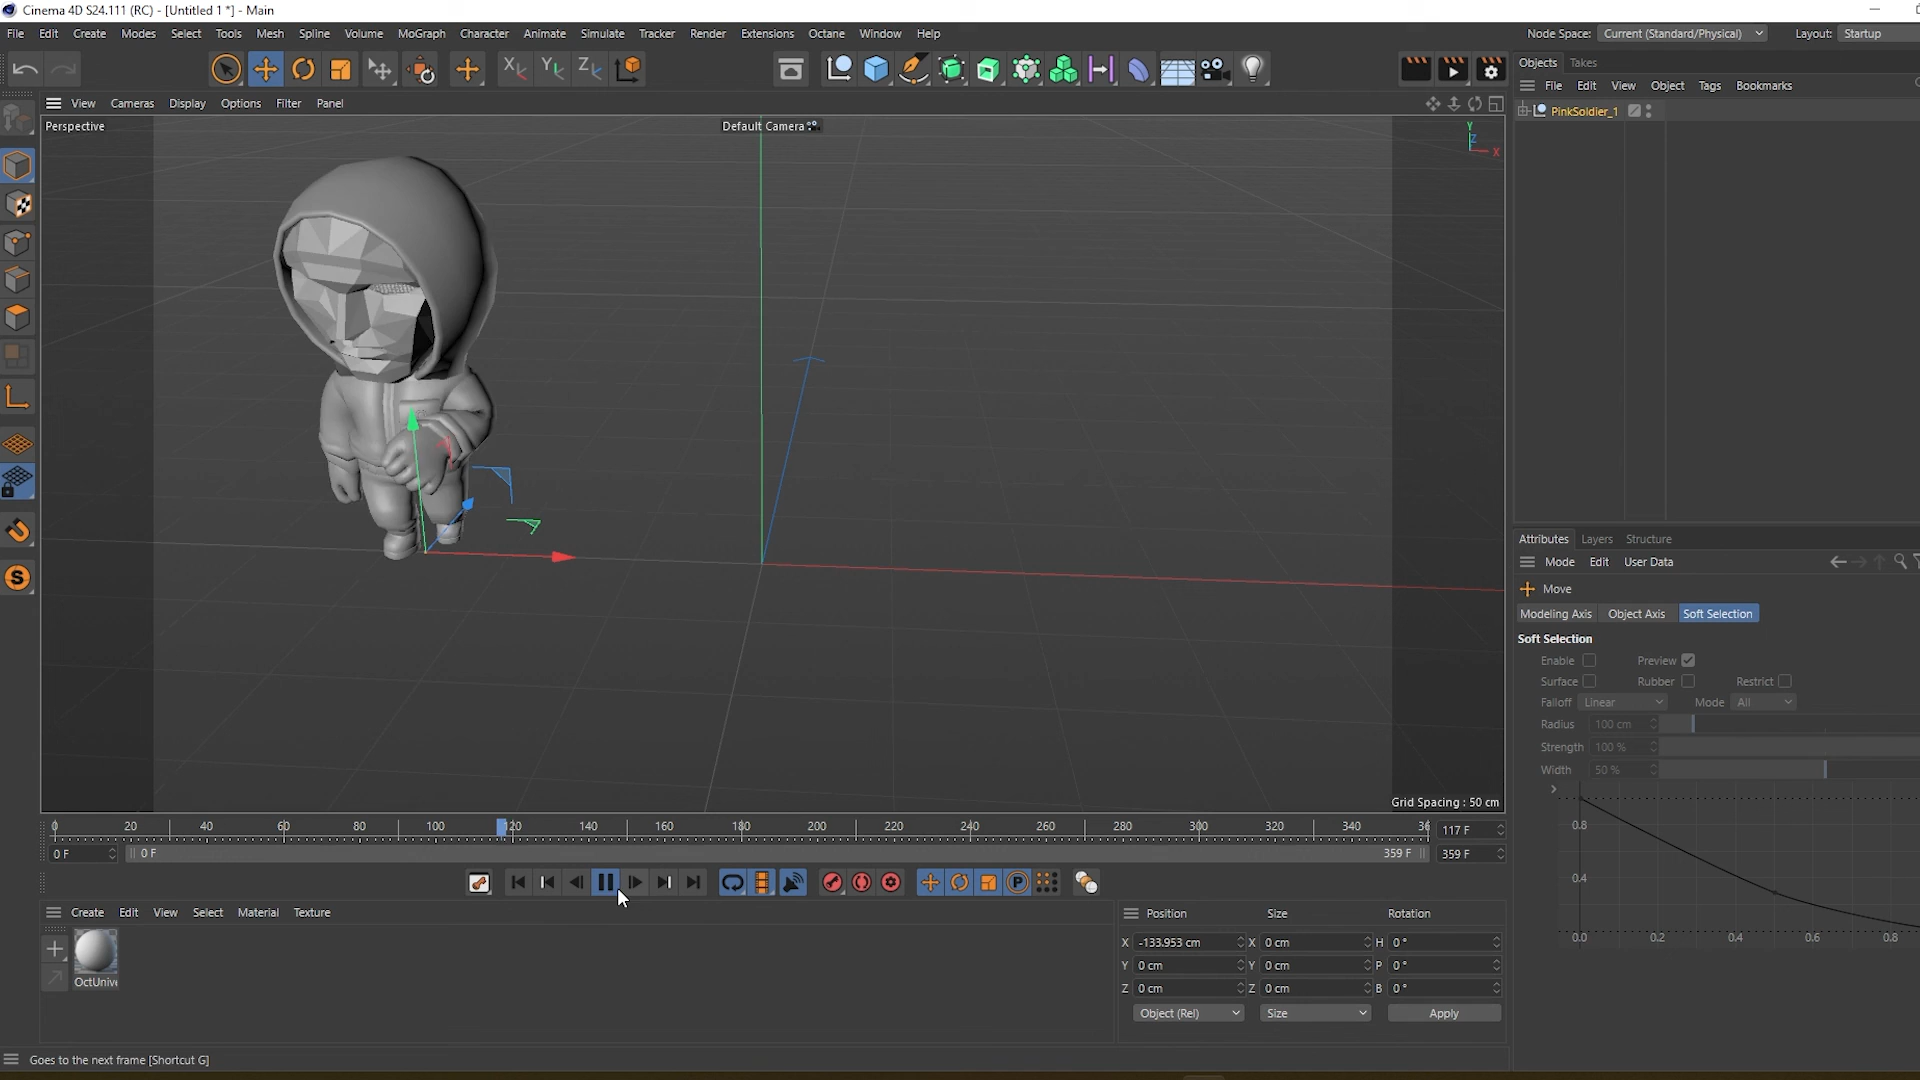 Cinema 4D S24.111 (RC) - [Untitled 1 *] - Main
File Edit Create Modes Select Tools Mesh Spline Volume MoGraph Character Animate Simulate Tracker Render Extensions Octane Window Help
Node Space: Current (Standard/Physical) Layout: Startup
Objects Takes
View Cameras Display Options Filter Panel
File Edit View Object Tags Bookmarks
Perspective
Default Camera
PinkSoldier_1
Y
Z
X
Attributes Layers Structure
Mode Edit User Data
Move
Modeling Axis Object Axis Soft Selection
Soft Selection
Enable Preview
Surface Rubber Restrict
Falloff Linear Mode All
Radius 100 cm
Strength 100 %
Width 50 %
0.8
0.4
0.0 0.2 0.4 0.6 0.8
Grid Spacing : 50 cm
0 20 40 60 80 100 120 140 160 180 200 220 240 260 280 300 320 340 36
117 F
0 F 0 F 359 F 359 F
Create Edit View Select Material Texture
OctUnive
Position Size Rotation
X -133.953 cm X 0 cm H 0°
Y 0 cm Y 0 cm P 0°
Z 0 cm Z 0 cm B 0°
Object (Rel) Size Apply
Goes to the next frame [Shortcut G]